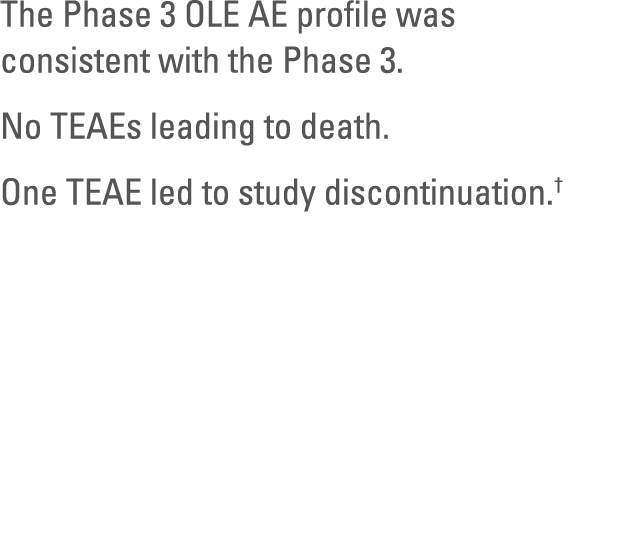 The Phase 3 OLE AE profile was
consistent with the Phase 3.
No TEAEs leading to death.
One TEAE led to study discontinuation.†